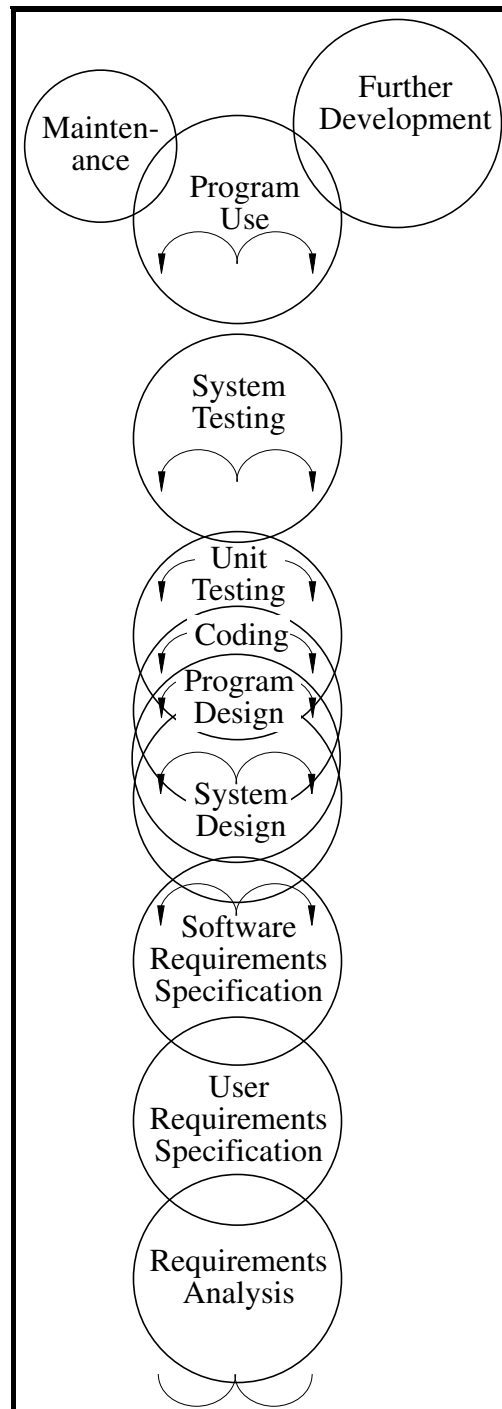 Further
Development
Mainten-
ance
Program
Use
System
Testing
Unit
Testing
Coding
Program
Design
System
Design
Software
Requirements
Specification
User
Requirements
Specification
Requirements
Analysis